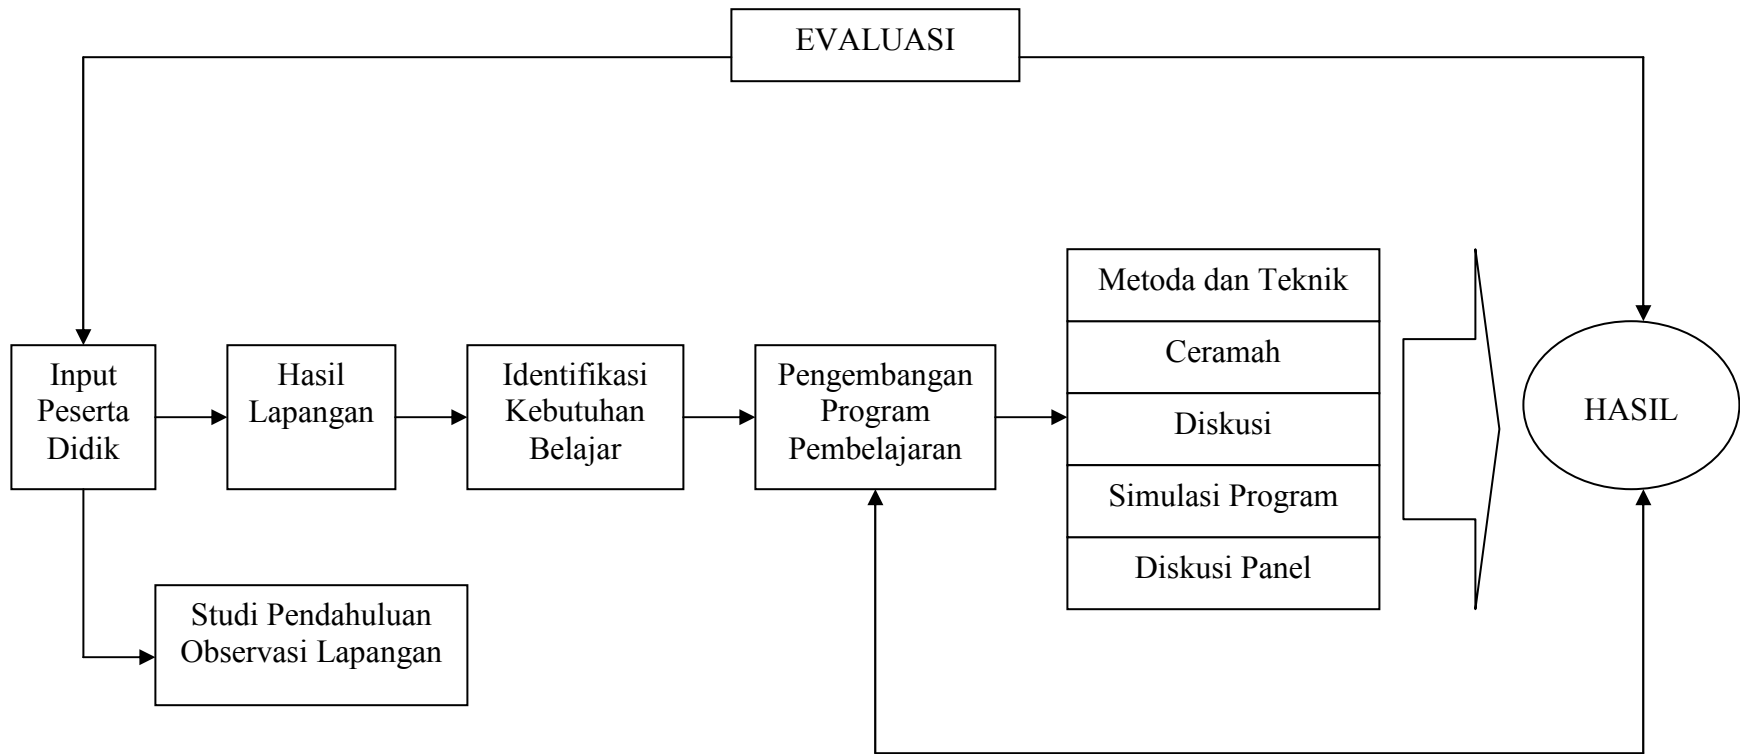 EVALUASI
Input
Peserta
Didik
Hasil
Lapangan
Identifikasi
Kebutuhan
Belajar
Pengembangan
Program
Pembelajaran
Metoda dan Teknik
Ceramah
Diskusi
Simulasi Program
Diskusi Panel
HASIL
Studi Pendahuluan
Observasi Lapangan